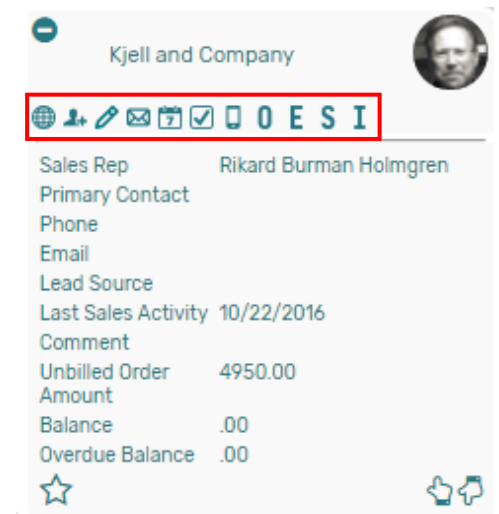 Kjell and Company
7 O E S I
Sales Rep Rikard Burman Holmgren
Primary Contact
Phone
Email
Lead Source
Last Sales Activity 10/22/2016
Comment
Unbilled Order 4950.00
Amount
Balance .00
Overdue Balance .00